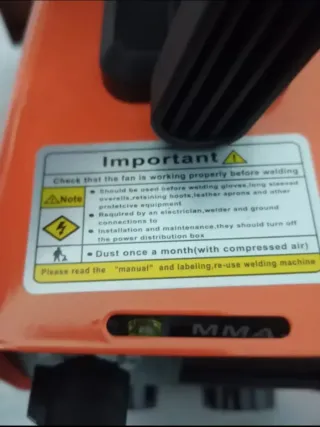 Important
Check that the fan is working properly before welding
Note
• Should be used before welding gloves,long sleeved
overalls,retaining boots,leather aprons and other
protetcive equipment
• Required by an electrician,welder and ground
connections to
• Installation and maintenance,they should turn off
the power distribution box
• Dust once a month(with compressed air)
Please read the "manual" and labeling,re-use welding machine
MMA